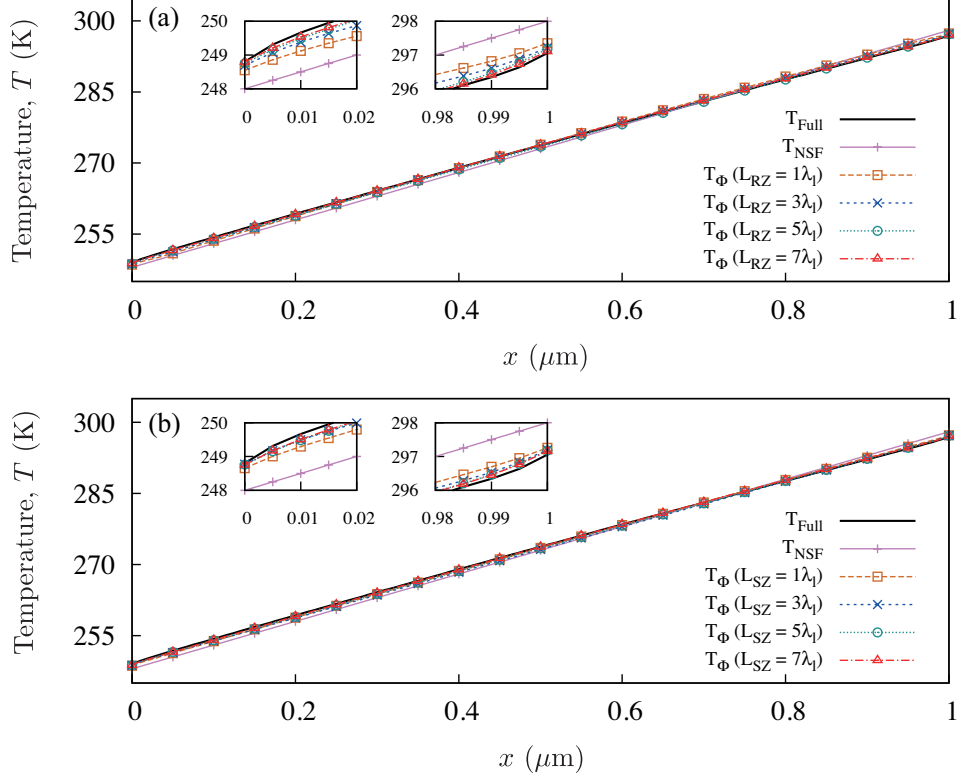 (a)
300
285
270
255
Temperature, T (K)
250
249
248
0
0.01
0.02
298
297
296
0.98
0.99
1
T_Full
T_NSF
T_Φ (L_RZ = 1λ_l)
T_Φ (L_RZ = 3λ_l)
T_Φ (L_RZ = 5λ_l)
T_Φ (L_RZ = 7λ_l)
0
0.2
0.4
0.6
0.8
1
x (μm)
(b)
300
285
270
255
Temperature, T (K)
250
249
248
0
0.01
0.02
298
297
296
0.98
0.99
1
T_Full
T_NSF
T_Φ (L_SZ = 1λ_l)
T_Φ (L_SZ = 3λ_l)
T_Φ (L_SZ = 5λ_l)
T_Φ (L_SZ = 7λ_l)
0
0.2
0.4
0.6
0.8
1
x (μm)